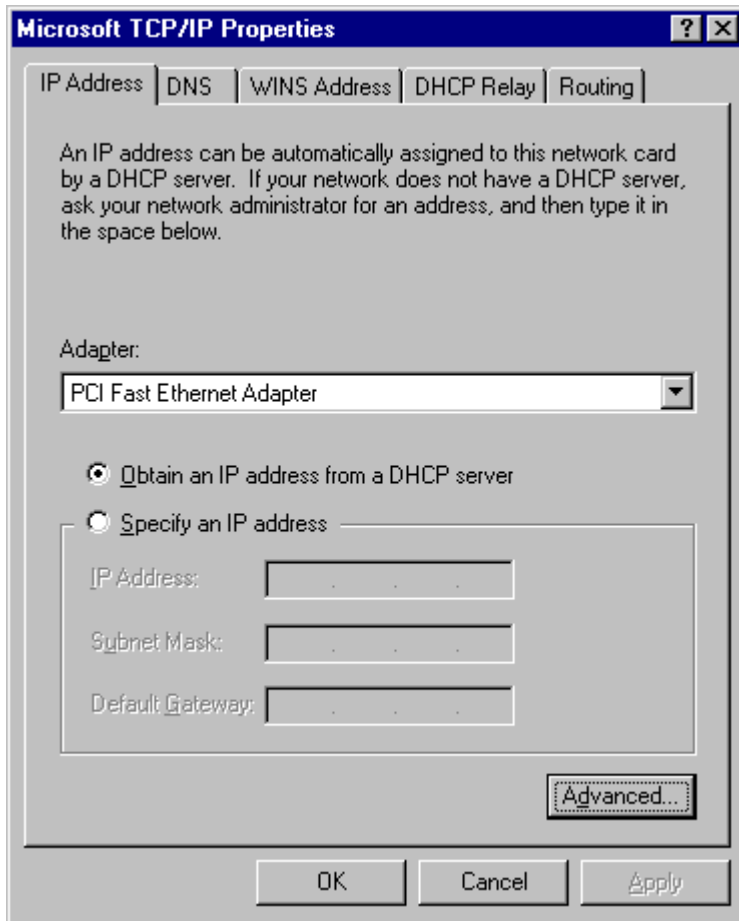 Microsoft TCP/IP Properties
IP Address DNS WINS Address DHCP Relay Routing
An IP address can be automatically assigned to this network card
by a DHCP server. If your network does not have a DHCP server,
ask your network administrator for an address, and then type it in
the space below.
Adapter:
PCI Fast Ethernet Adapter
Obtain an IP address from a DHCP server
Specify an IP address
IP Address:
Subnet Mask:
Default Gateway:
Advanced...
OK Cancel Apply